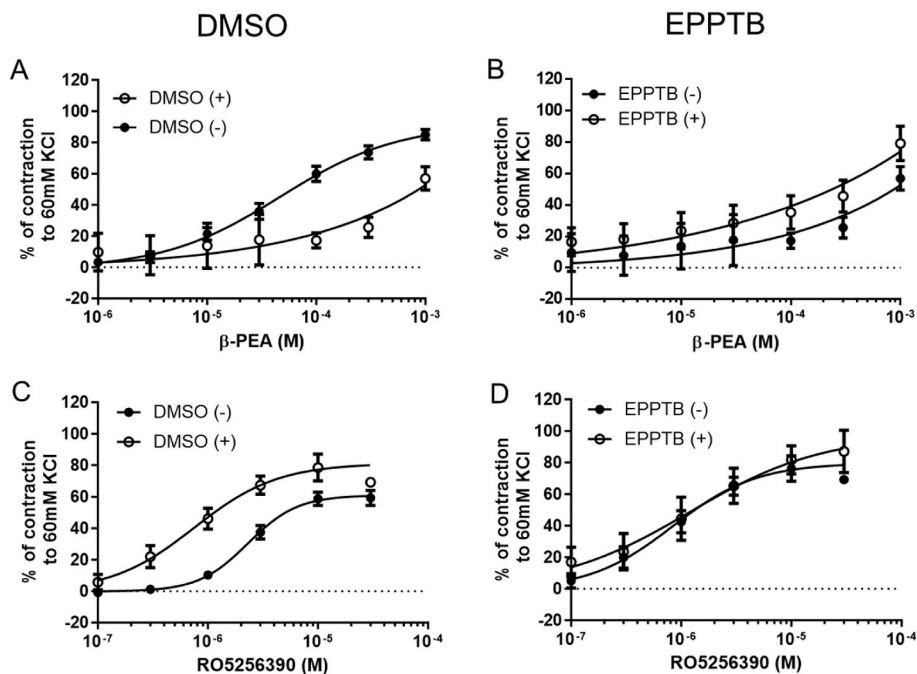 DMSO
EPPTB
A
120
100
80
60
40
20
0
-20
% of contraction
to 60mM KCl
DMSO (+)
DMSO (-)
10⁻⁶
10⁻⁵
10⁻⁴
10⁻³
β-PEA (M)
B
120
100
80
60
40
20
0
-20
% of contraction
to 60mM KCl
EPPTB (-)
EPPTB (+)
10⁻⁶
10⁻⁵
10⁻⁴
10⁻³
β-PEA (M)
C
120
100
80
60
40
20
0
-20
% of contraction
to 60mM KCl
DMSO (-)
DMSO (+)
10⁻⁷
10⁻⁶
10⁻⁵
10⁻⁴
RO5256390 (M)
D
120
100
80
60
40
20
0
-20
% of contraction
to 60mM KCl
EPPTB (-)
EPPTB (+)
10⁻⁷
10⁻⁶
10⁻⁵
10⁻⁴
RO5256390 (M)